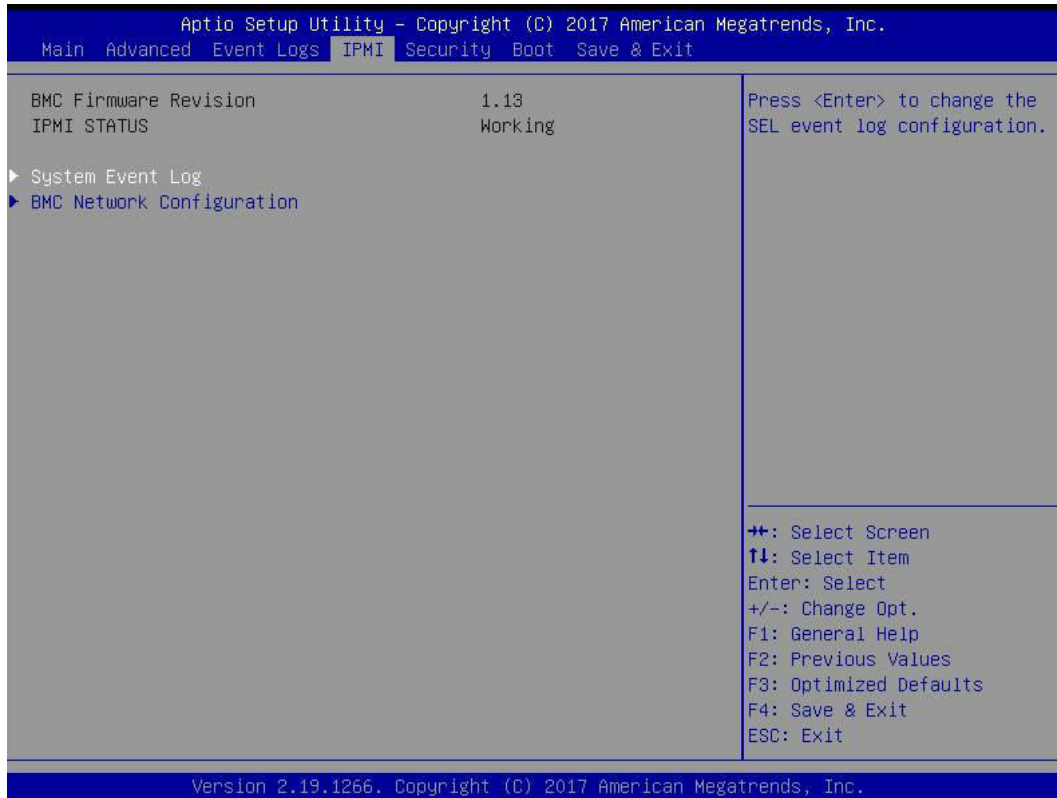 Aptio Setup Utility – Copyright (C) 2017 American Megatrends, Inc.
Main Advanced Event Logs IPMI Security Boot Save & Exit
BMC Firmware Revision 1.13
IPMI STATUS Working
▶ System Event Log
▶ BMC Network Configuration
Press <Enter> to change the
SEL event log configuration.
→←: Select Screen
↑↓: Select Item
Enter: Select
+/-: Change Opt.
F1: General Help
F2: Previous Values
F3: Optimized Defaults
F4: Save & Exit
ESC: Exit
Version 2.19.1266. Copyright (C) 2017 American Megatrends, Inc.